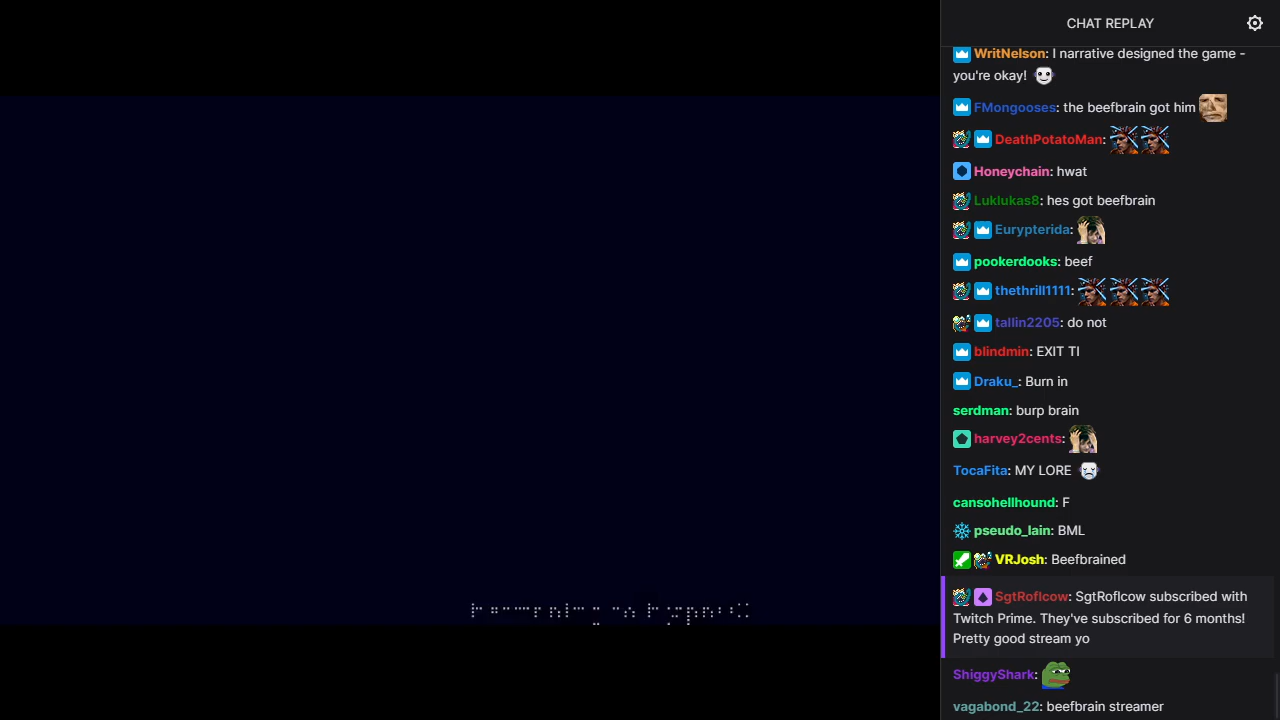 CHAT REPLAY
WritNelson: I narrative designed the game -
you're okay!
FMongooses: the beefbrain got him
DeathPotatoMan:
Honeychain: hwat
Luklukas8: hes got beefbrain
Eurypterida:
pookerdooks: beef
thethrill1111:
tallin2205: do not
blindmin: EXIT TI
Draku_: Burn in
serdman: burp brain
harvey2cents:
TocaFita: MY LORE
cansohellhound: F
pseudo_lain: BML
VRJosh: Beefbrained
SgtRoflcow: SgtRoflcow subscribed with
Twitch Prime. They've subscribed for 6 months!
Pretty good stream yo
ShiggyShark:
vagabond_22: beefbrain streamer